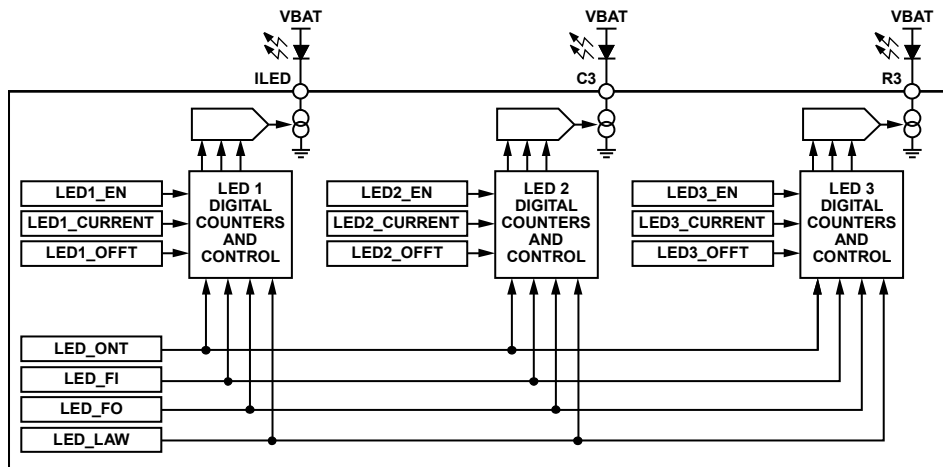 VBAT
VBAT
VBAT
ILED
C3
R3
LED1_EN
LED1_CURRENT
LED1_OFFT
LED 1
DIGITAL
COUNTERS
AND
CONTROL
LED2_EN
LED2_CURRENT
LED2_OFFT
LED 2
DIGITAL
COUNTERS
AND
CONTROL
LED3_EN
LED3_CURRENT
LED3_OFFT
LED 3
DIGITAL
COUNTERS
AND
CONTROL
LED_ONT
LED_FI
LED_FO
LED_LAW